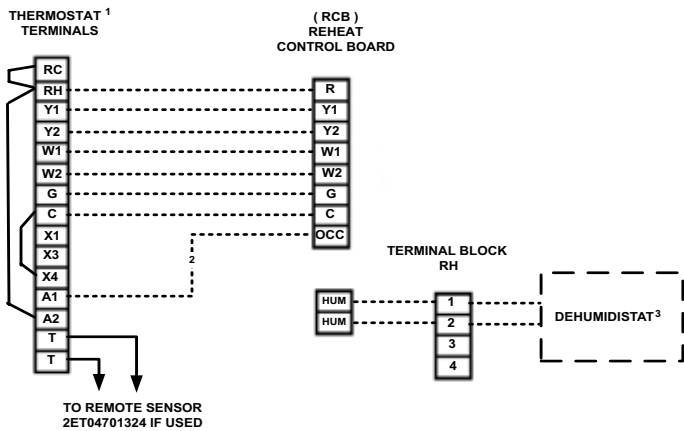 THERMOSTAT 1
TERMINALS
( RCB )
REHEAT
CONTROL BOARD
RC
RH
Y1
Y2
W1
W2
G
C
X1
X3
X4
A1
A2
T
T
R
Y1
Y2
W1
W2
G
C
OCC
2
TERMINAL BLOCK
RH
HUM
HUM
1
2
3
4
DEHUMIDISTAT3
TO REMOTE SENSOR
2ET04701324 IF USED